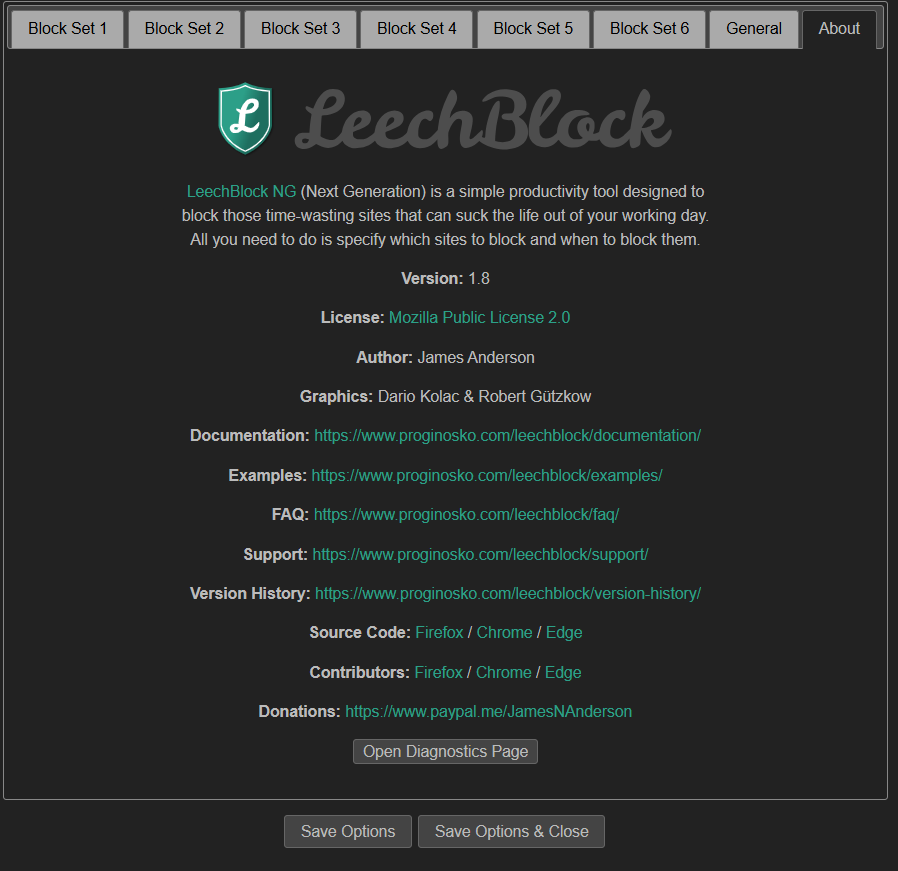 Block Set 1 Block Set 2 Block Set 3 Block Set 4 Block Set 5 Block Set 6 General About
L LeechBlock
LeechBlock NG (Next Generation) is a simple productivity tool designed to
block those time-wasting sites that can suck the life out of your working day.
All you need to do is specify which sites to block and when to block them.
Version: 1.8
License: Mozilla Public License 2.0
Author: James Anderson
Graphics: Dario Kolac & Robert Gützkow
Documentation: https://www.proginosko.com/leechblock/documentation/
Examples: https://www.proginosko.com/leechblock/examples/
FAQ: https://www.proginosko.com/leechblock/faq/
Support: https://www.proginosko.com/leechblock/support/
Version History: https://www.proginosko.com/leechblock/version-history/
Source Code: Firefox / Chrome / Edge
Contributors: Firefox / Chrome / Edge
Donations: https://www.paypal.me/JamesNAnderson
Open Diagnostics Page
Save Options Save Options & Close